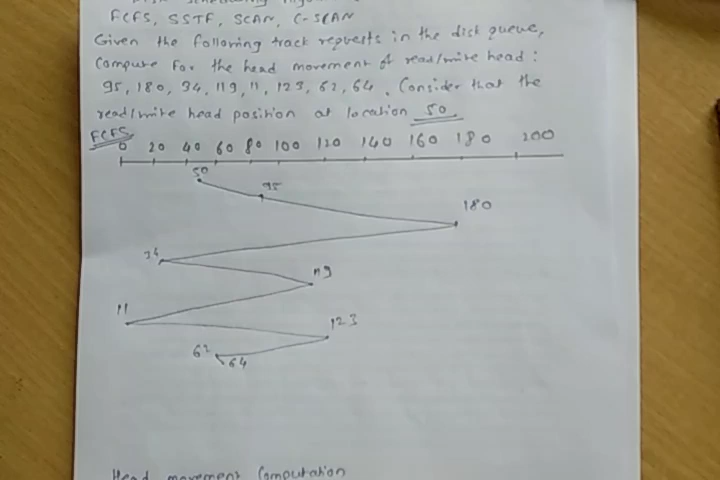 FCFS, SSTF, SCAN, C-SCAN
Given the following track requests in the disk queue,
Compute for the head movement of read/write head :
95, 180, 34, 119, 11, 123, 62, 64. Consider that the
read/write head position at location 50
FCFS
0 20 40 60 80 100 120 140 160 180 200
50
95
180
34
119
11
123
62
64
Head movement Computation